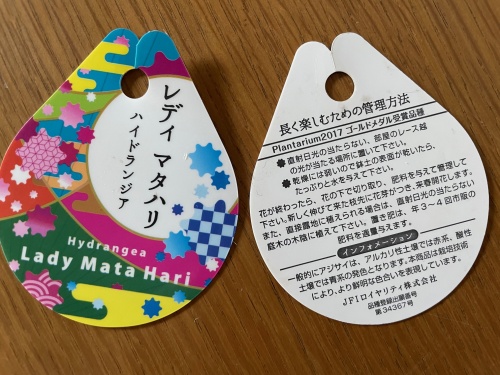 レディ マタハリ
ハイドランジア
Hydrangea
Lady Mata Hari
長く楽しむための管理方法
Plantarium2017 ゴールドメダル受賞品種
● 直射日光の当たらない、部屋のレース越
の光が当たる場所に置いて下さい。
● 乾燥には弱いので鉢土の表面が乾いたら、
たっぷりと水を与えて下さい。
花が終わったら、花の下で切り取り、肥料を与えて管理して
下さい。新しく伸びて来た枝先に花芽がつき、来春開花します。
また、直接露地に植えられる場合は、直射日光の当たらない
庭木の木陰に植えて下さい。置き肥は、年3〜4回市販の
肥料を適量与えます。
インフォメーション
一般的にアジサイは、アルカリ性土壌では赤系、酸性
土壌では青系の発色となります。本商品は栽培技術
により、より鮮明な色合いを表現しています。
JFIロイヤリティ株式会社
品種登録出願番号
第34367号